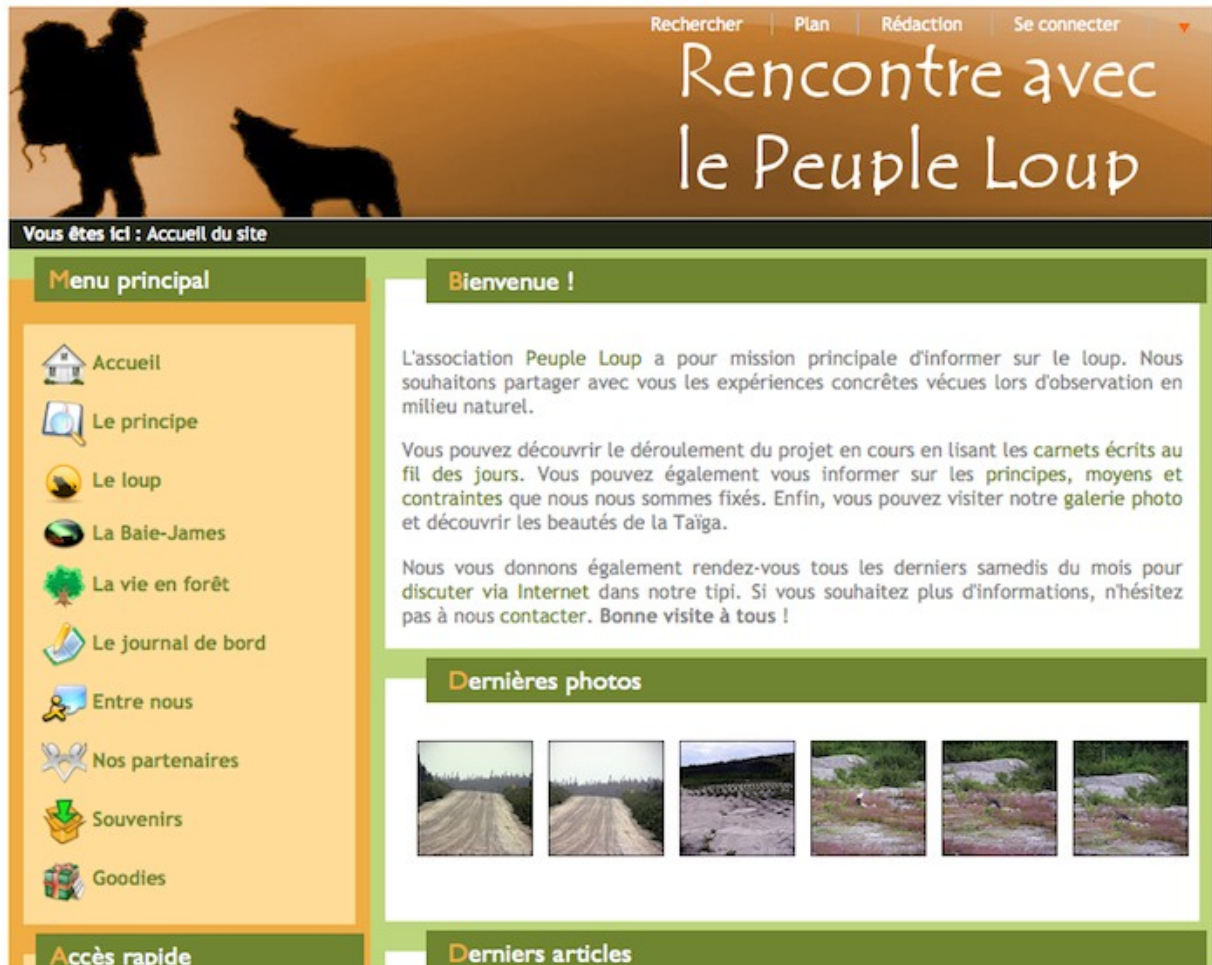 Rechercher
Plan
Rédaction
Se connecter
Rencontre avec
le Peuple Loup
Vous êtes ici : Accueil du site
Menu principal
Accueil
Le principe
Le loup
La Baie-James
La vie en forêt
Le journal de bord
Entre nous
Nos partenaires
Souvenirs
Goodies
Accès rapide
Bienvenue !
L'association Peuple Loup a pour mission principale d'informer sur le loup. Nous
souhaitons partager avec vous les expériences concrêtes vécues lors d'observation en
milieu naturel.
Vous pouvez découvrir le déroulement du projet en cours en lisant les carnets écrits au
fil des jours. Vous pouvez également vous informer sur les principes, moyens et
contraintes que nous nous sommes fixés. Enfin, vous pouvez visiter notre galerie photo
et découvrir les beautés de la Taïga.
Nous vous donnons également rendez-vous tous les derniers samedis du mois pour
discuter via Internet dans notre tipi. Si vous souhaitez plus d'informations, n'hésitez
pas à nous contacter. Bonne visite à tous !
Dernières photos
Derniers articles